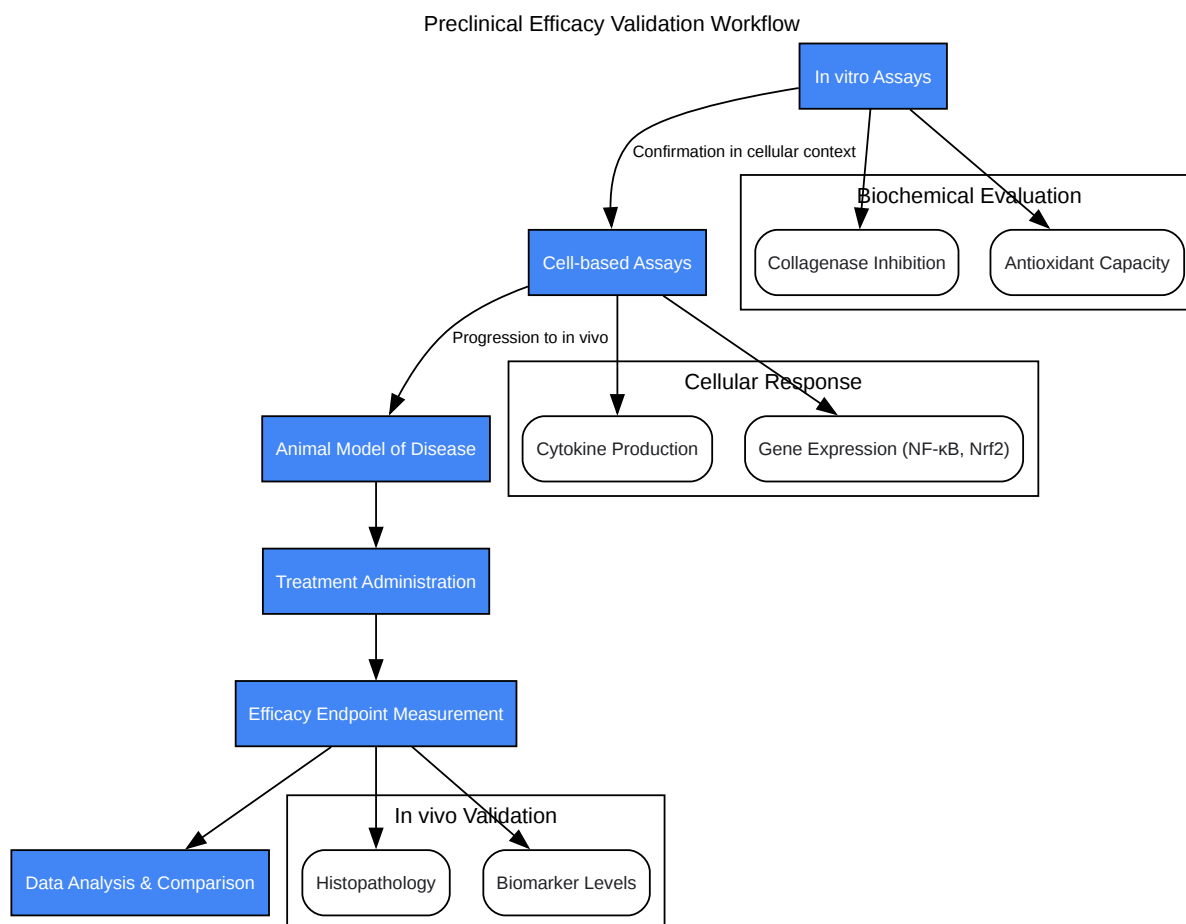 Preclinical Efficacy Validation Workflow
In vitro Assays
Confirmation in cellular context
Biochemical Evaluation
Collagenase Inhibition
Antioxidant Capacity
Cell-based Assays
Progression to in vivo
Cellular Response
Cytokine Production
Gene Expression (NF-κB, Nrf2)
Animal Model of Disease
Treatment Administration
Efficacy Endpoint Measurement
In vivo Validation
Data Analysis & Comparison
Histopathology
Biomarker Levels